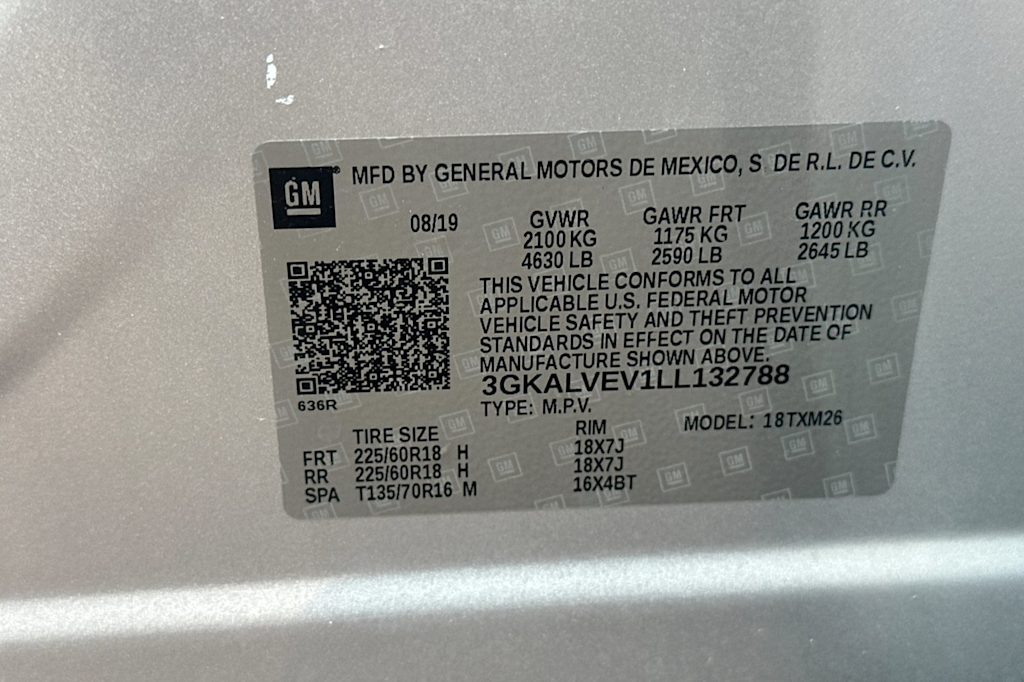 GM
MFD BY GENERAL MOTORS DE MEXICO, S DE R.L. DE C.V.
08/19
GVWR GAWR FRT GAWR RR
2100 KG 1175 KG 1200 KG
4630 LB 2590 LB 2645 LB
THIS VEHICLE CONFORMS TO ALL
APPLICABLE U.S. FEDERAL MOTOR
VEHICLE SAFETY AND THEFT PREVENTION
STANDARDS IN EFFECT ON THE DATE OF
MANUFACTURE SHOWN ABOVE.
3GKALVEV1LL132788
636R
TYPE: M.P.V.
MODEL: 18TXM26
TIRE SIZE RIM
FRT 225/60R18 H 18X7J
RR 225/60R18 H 18X7J
SPA T135/70R16 M 16X4BT